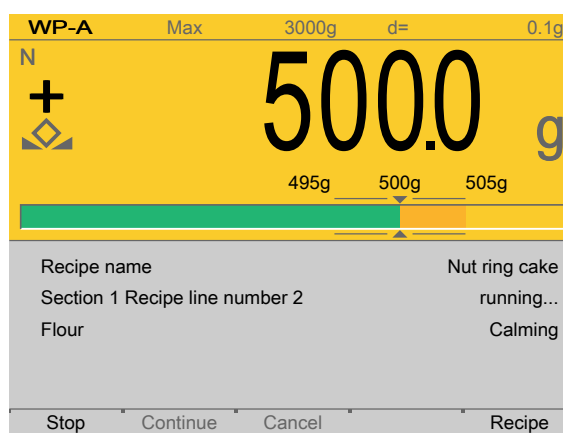 WP-A Max 3000g d= 0.1g
N
+ 500.0 g
495g 500g 505g
Recipe name Nut ring cake
Section 1 Recipe line number 2 running...
Flour Calming
Stop Continue Cancel Recipe